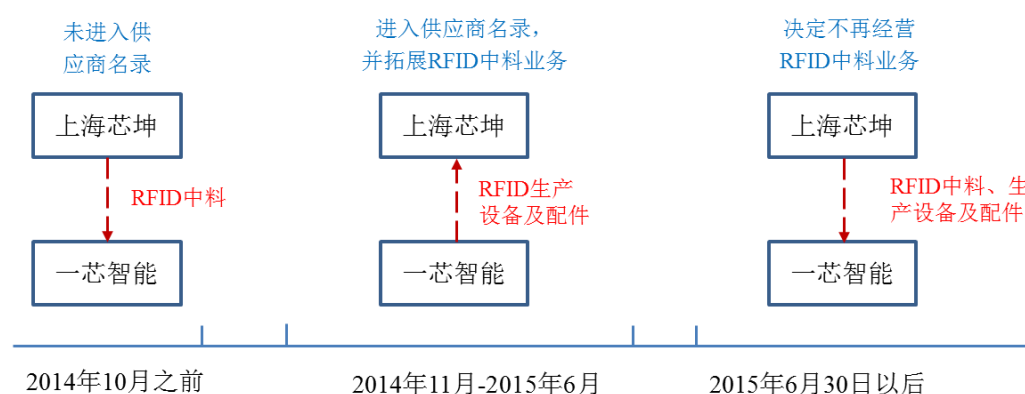 未进入供
应商名录
进入供应商名录，
并拓展RFID中料业务
决定不再经营
RFID中料业务
上海芯坤
上海芯坤
上海芯坤
RFID中料
RFID生产
设备及配件
RFID中料、生
产设备及配件
一芯智能
一芯智能
一芯智能
2014年10月之前
2014年11月-2015年6月
2015年6月30日以后